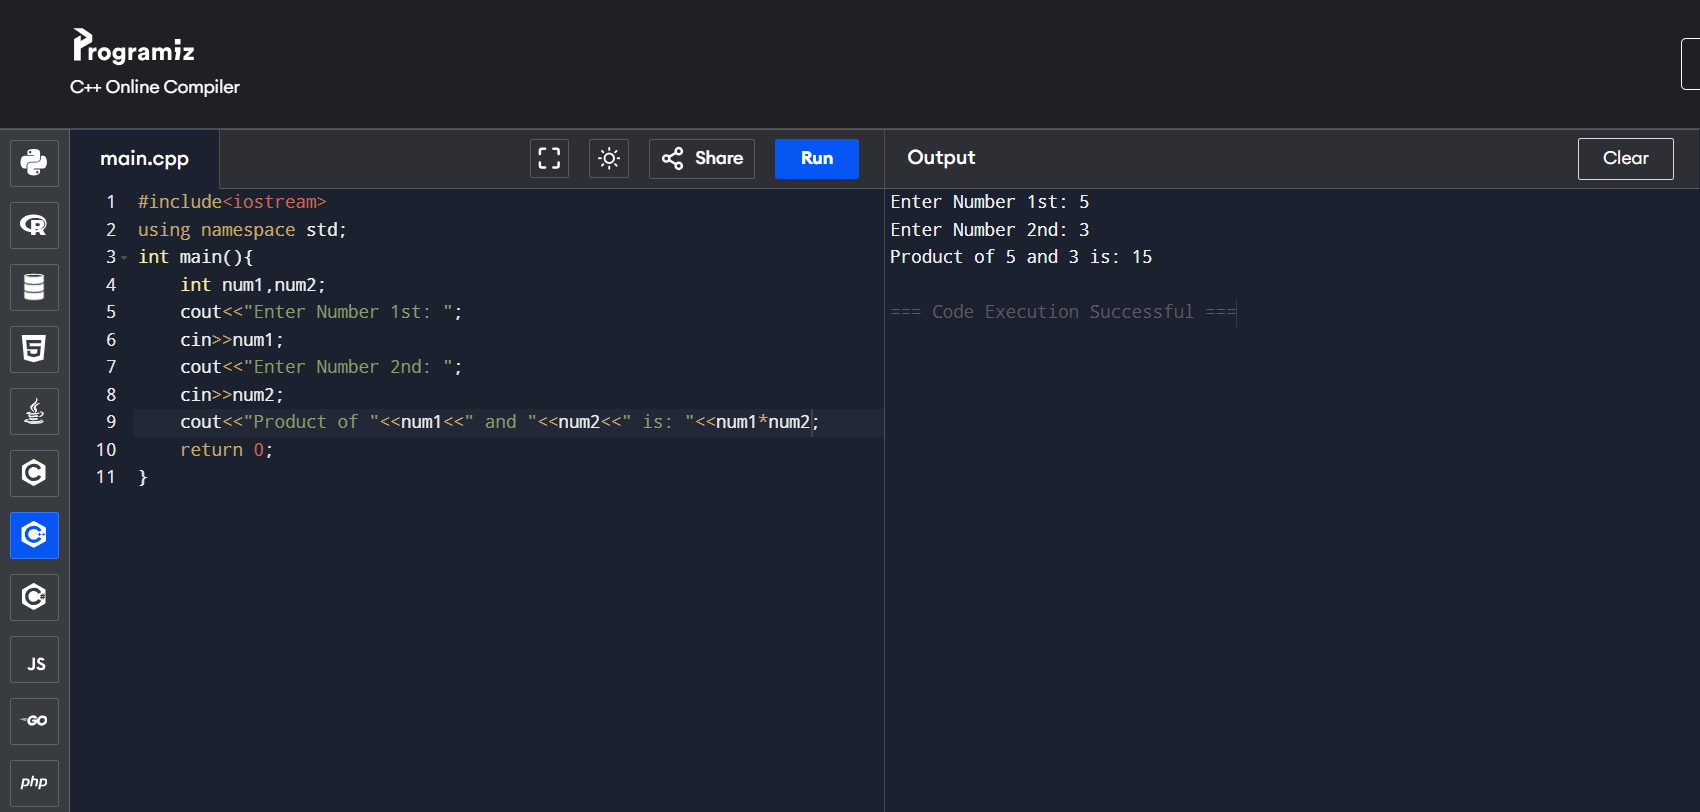 Programiz
C++ Online Compiler
main.cpp
Share
Run
Output
Clear
1 #include<iostream>
2 using namespace std;
3 int main(){
4     int num1,num2;
5     cout<<"Enter Number 1st: ";
6     cin>>num1;
7     cout<<"Enter Number 2nd: ";
8     cin>>num2;
9     cout<<"Product of "<<num1<<" and "<<num2<<" is: "<<num1*num2;
10     return 0;
11 }
Enter Number 1st: 5
Enter Number 2nd: 3
Product of 5 and 3 is: 15
=== Code Execution Successful ===
R
5
C
C+
C#
JS
GO
php